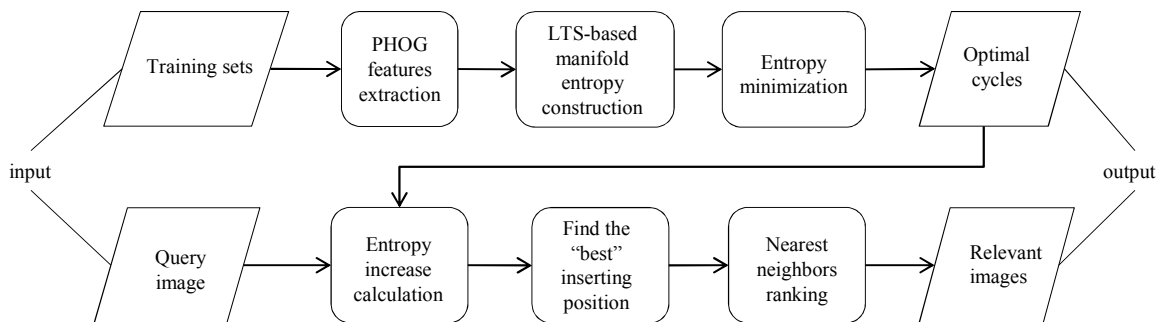 Training sets
PHOG
features
extraction
LTS-based
manifold
entropy
construction
Entropy
minimization
Optimal
cycles
input
output
Query
image
Entropy
increase
calculation
Find the
“best”
inserting
position
Nearest
neighbors
ranking
Relevant
images